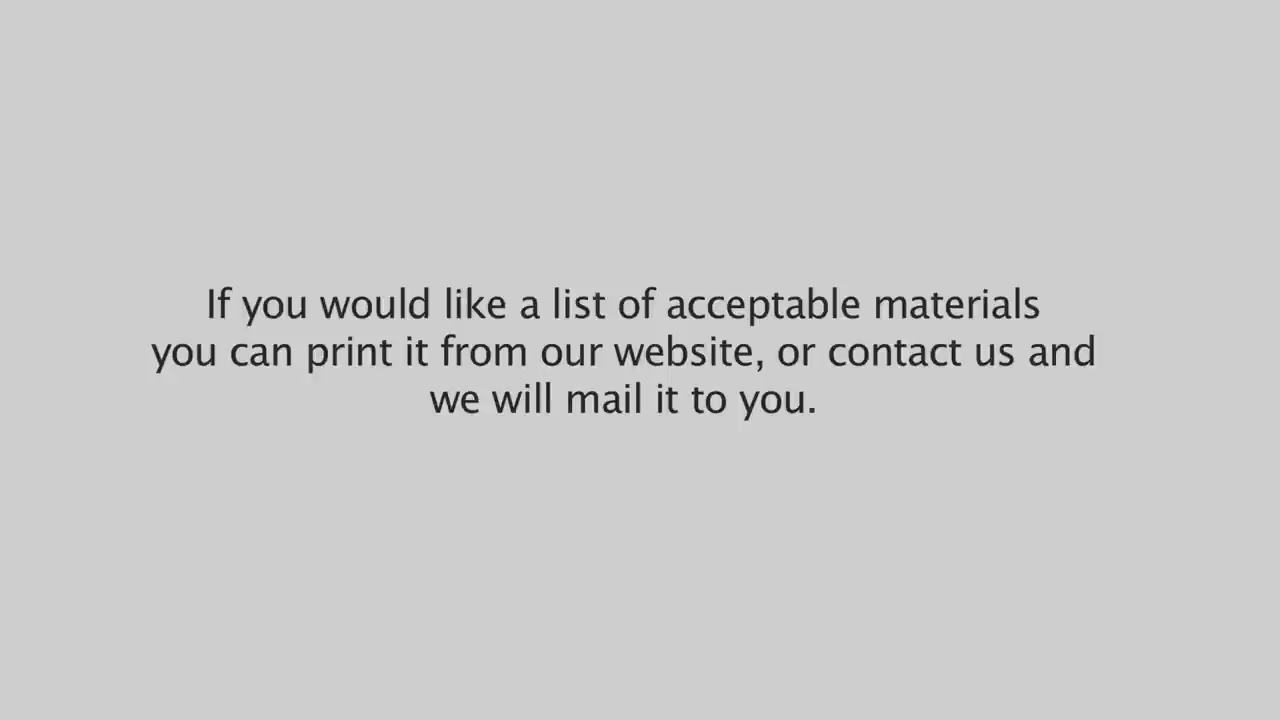 If you would like a list of acceptable materials
you can print it from our website, or contact us and
we will mail it to you.